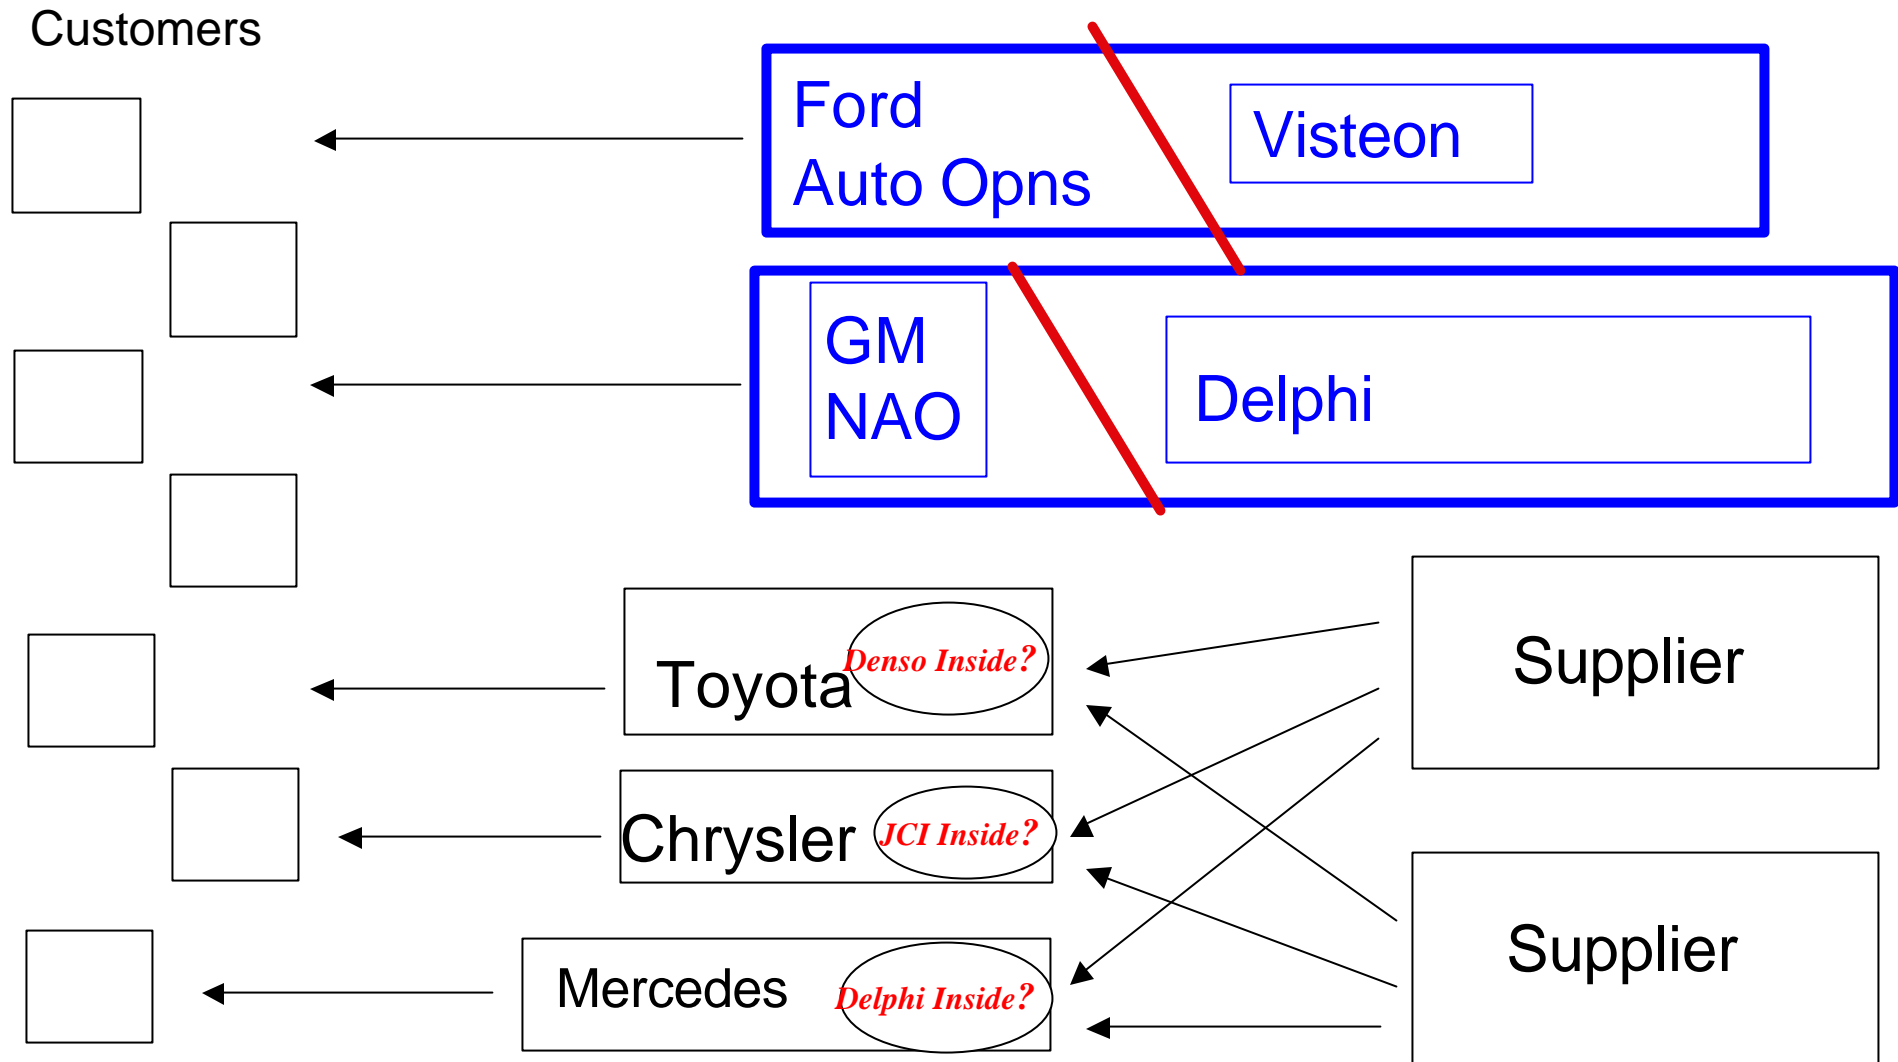 Customers
Ford
Auto Opns
Visteon
GM
NAO
Delphi
Toyota
Denso Inside?
Supplier
Chrysler
JCI Inside?
Mercedes
Delphi Inside?
Supplier